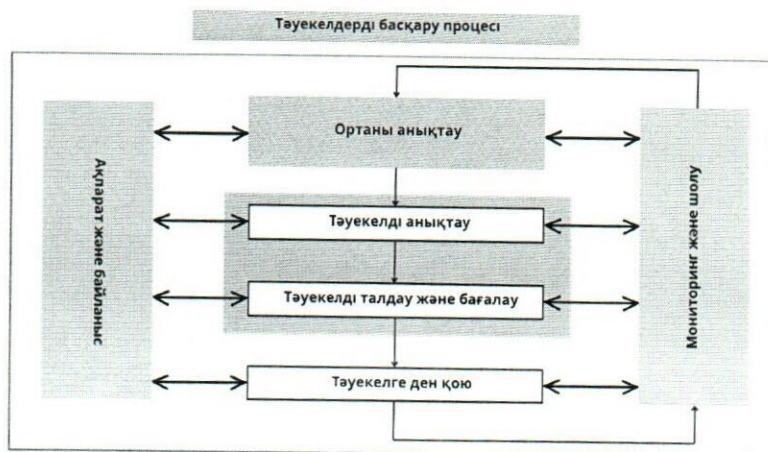 Тәуекелдерді басқару процесі
Ортаны анықтау
Ақпарат және байланыс
Тәуекелді анықтау
Тәуекелді талдау және бағалау
Тәуекелге ден қою
Мониторинг және шолу